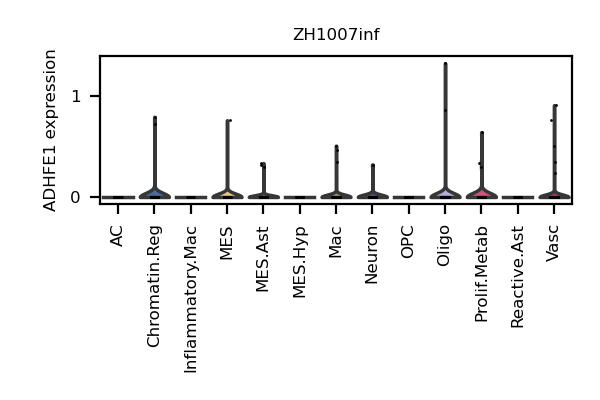 ZH1007inf
ADHFE1 expression
1
0
AC
Chromatin.Reg
Inflammatory.Mac
MES
MES.Ast
MES.Hyp
Mac
Neuron
OPC
Oligo
Prolif.Metab
Reactive.Ast
Vasc